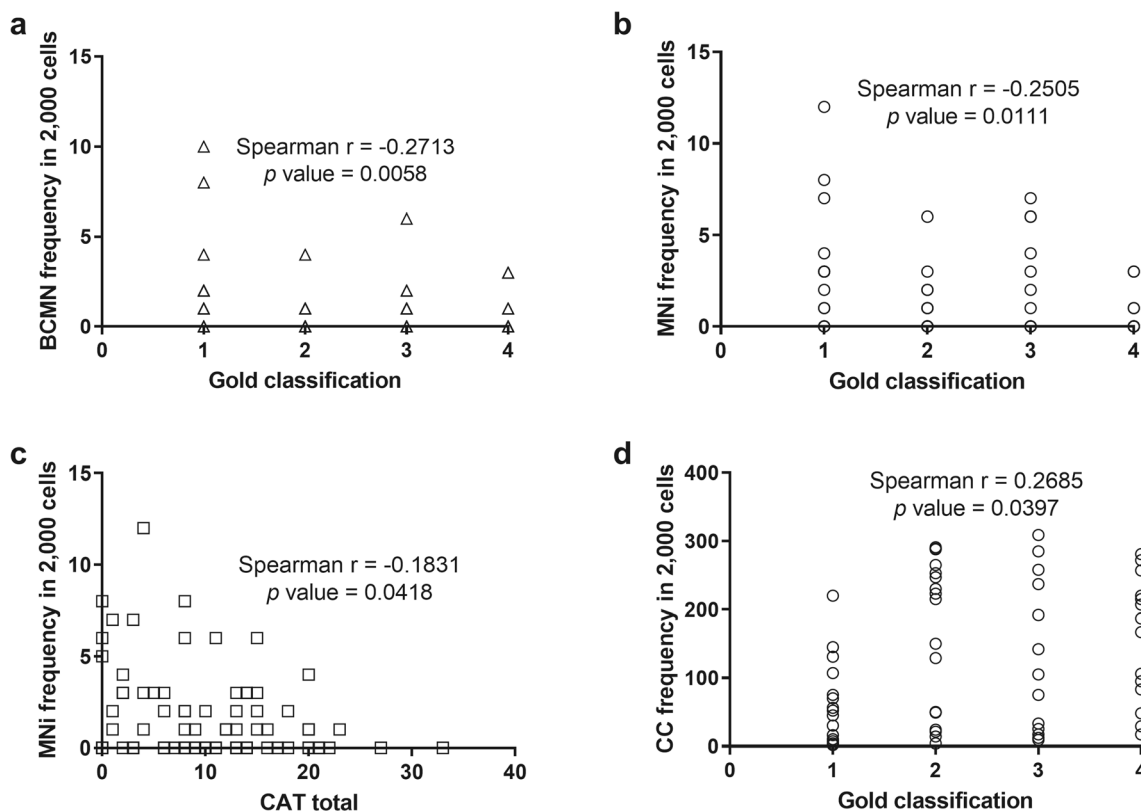 a
15
10
5
0
BCMN frequency in 2,000 cells
Spearman r = -0.2713
p value = 0.0058
0 1 2 3 4
Gold classification
b
15
10
5
0
MNi frequency in 2,000 cells
Spearman r = -0.2505
p value = 0.0111
0 1 2 3 4
Gold classification
c
15
10
5
0
MNi frequency in 2,000 cells
Spearman r = -0.1831
p value = 0.0418
0 10 20 30 40
CAT total
d
400
300
200
100
0
CC frequency in 2,000 cells
Spearman r = 0.2685
p value = 0.0397
0 1 2 3 4
Gold classification